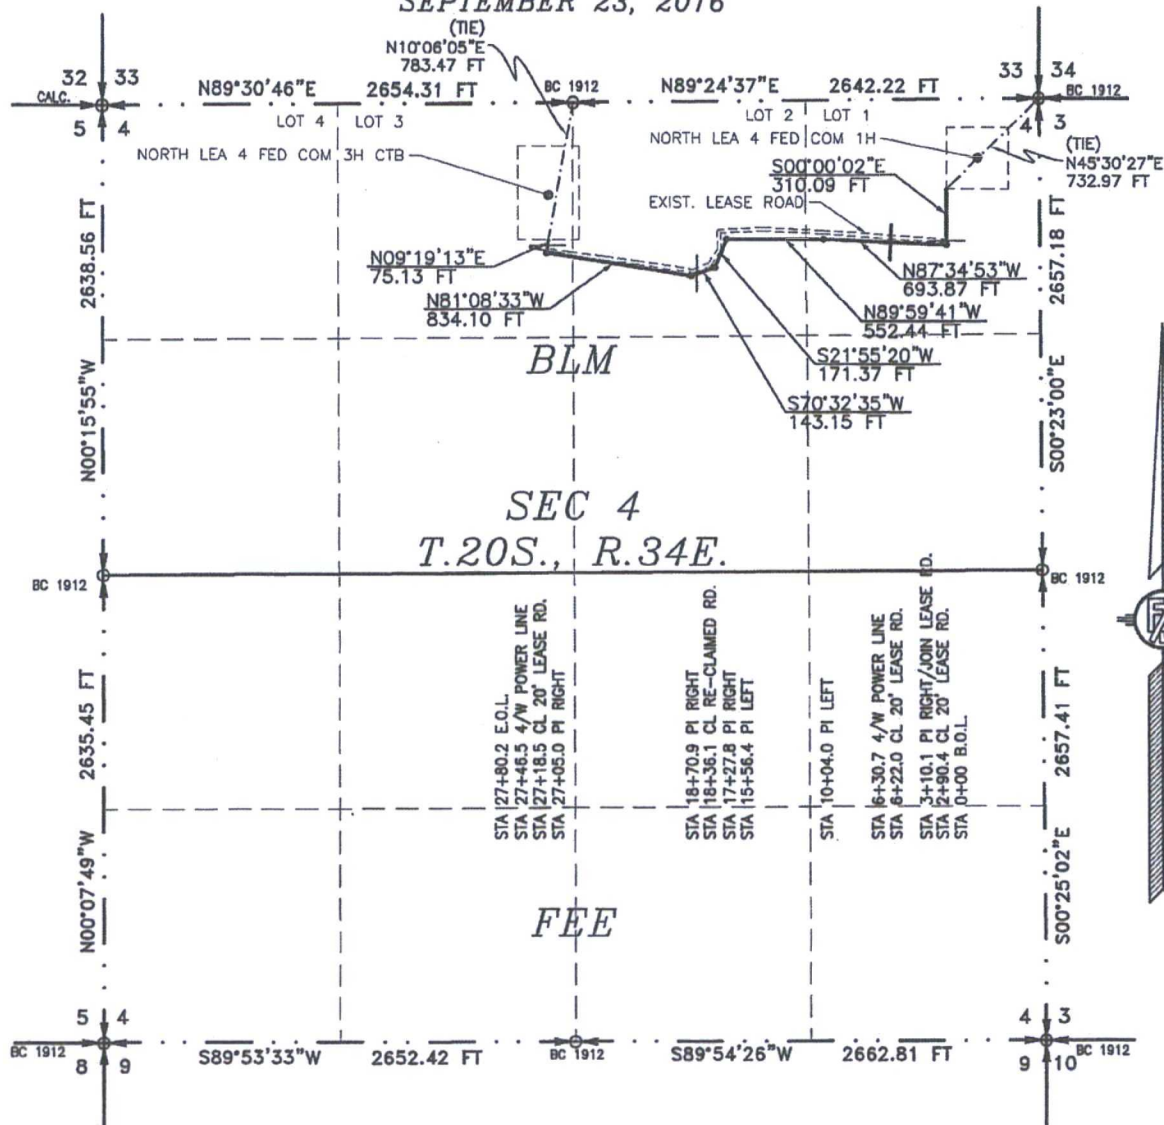 SEPTEMBER 23, 2016
(TIE)
N10°06'05"E
783.47 FT
32 33
CALC.
5 4
N89°30'46"E 2654.31 FT
BC 1912
N89°24'37"E 2642.22 FT
33 34
BC 1912
4 3
LOT 4 LOT 3
LOT 2 LOT 1
NORTH LEA 4 FED COM 3H CTB
NORTH LEA 4 FED COM 1H
(TIE)
N45°30'27"E
732.97 FT
S00°00'02"E
310.09 FT
EXIST. LEASE ROAD
N09°19'13"E
75.13 FT
N81°08'33"W
834.10 FT
N87°34'53"W
693.87 FT
N89°59'41"W
552.44 FT
S21°55'20"W
171.37 FT
S70°32'35"W
143.15 FT
N00°15'55"W 2638.56 FT
S00°23'00"E 2657.18 FT
BLM
SEC 4
T.20S., R.34E.
BC 1912
BC 1912
STA 27+80.2 E.O.L.
STA 27+46.5 4/W POWER LINE
STA 27+18.5 CL 20' LEASE RD.
STA 27+05.0 PI RIGHT
STA 18+70.9 PI RIGHT
STA 18+36.1 CL RE-CLAIMED RD.
STA 17+27.8 PI RIGHT
STA 15+56.4 PI LEFT
STA 10+04.0 PI LEFT
STA 6+30.7 4/W POWER LINE
STA 6+22.0 CL 20' LEASE RD.
STA 3+10.1 PI RIGHT/JOIN LEASE RD.
STA 2+90.4 CL 20' LEASE RD.
STA 0+00 B.O.L.
N00°07'49"W 2635.45 FT
S00°25'02"E 2657.41 FT
FEE
5 4
BC 1912
8 9
S89°53'33"W 2652.42 FT
BC 1912
S89°54'26"W 2662.81 FT
4 3
BC 1912
9 10